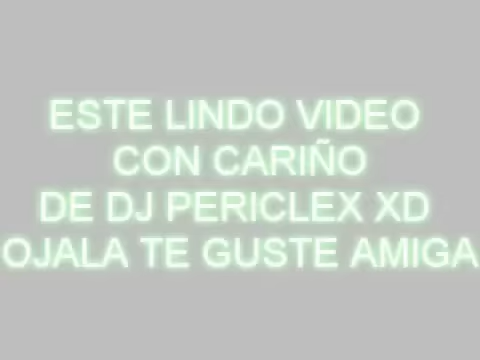 ESTE LINDO VIDEO
CON CARIÑO
DE DJ PERICLEX XD
OJALA TE GUSTE AMIGA